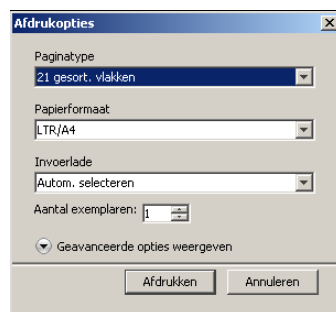 Afdrukopties
Paginatype
21 gesort. vlakken
Papierformaat
LTR/A4
Invoerlade
Autom. selecteren
Aantal exemplaren: 1
Geavanceerde opties weergeven
Afdrukken Annuleren